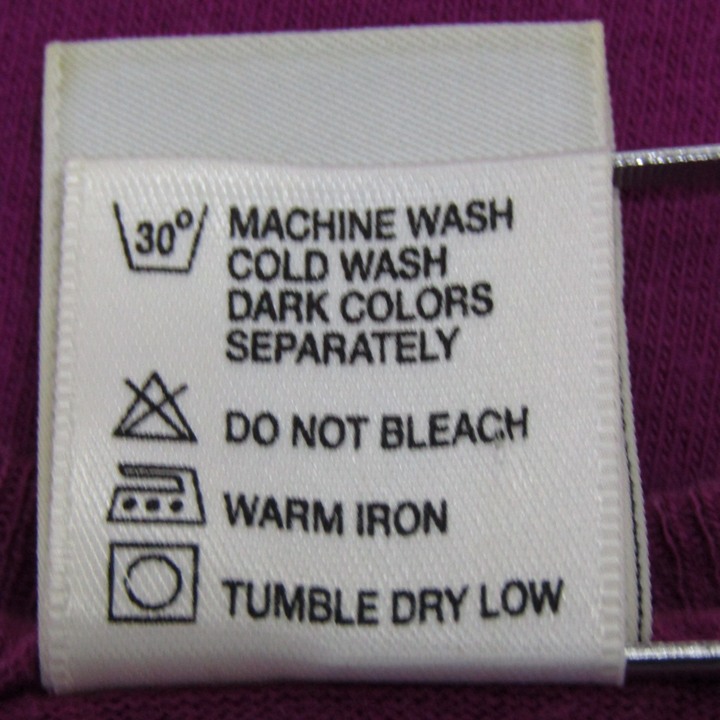 30° MACHINE WASH
COLD WASH
DARK COLORS
SEPARATELY
DO NOT BLEACH
WARM IRON
TUMBLE DRY LOW